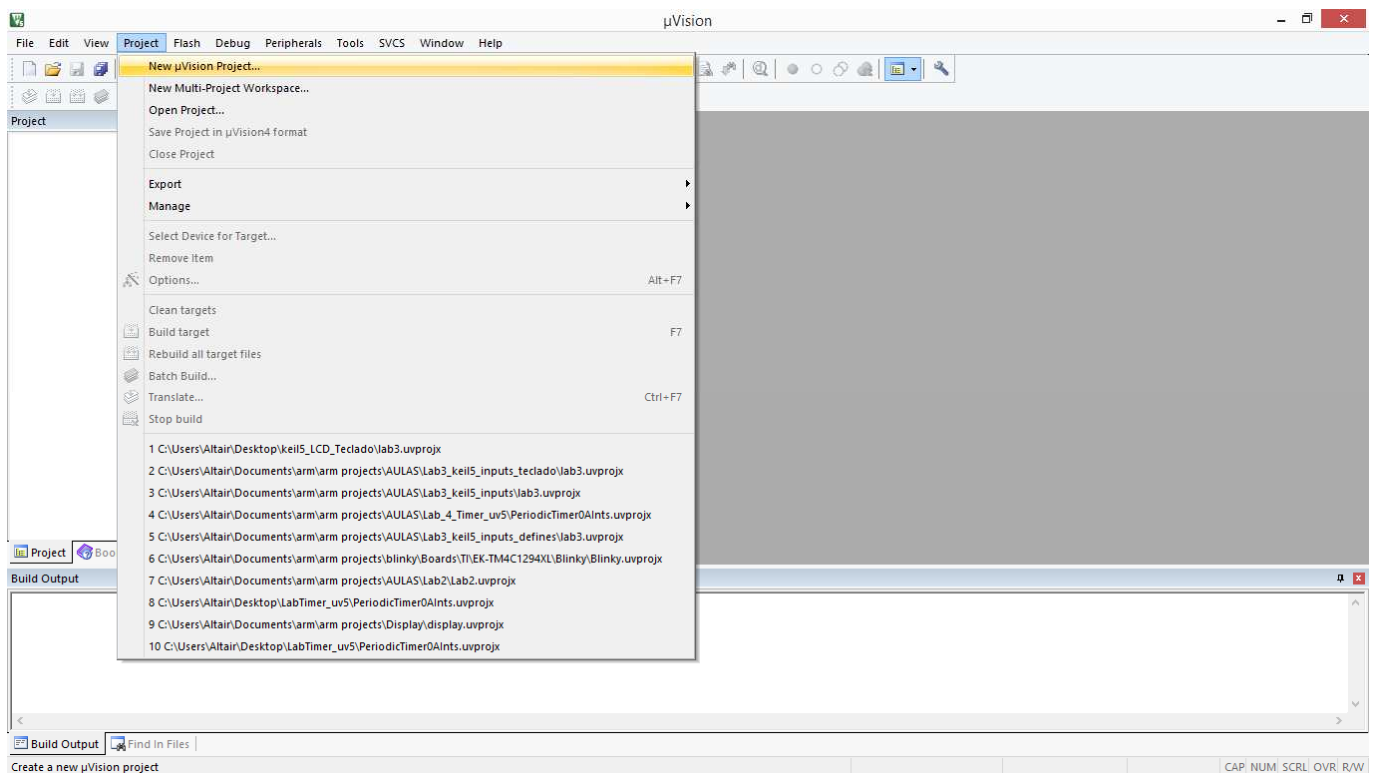 µVision
File Edit View Project Flash Debug Peripherals Tools SVCS Window Help
New µVision Project...
New Multi-Project Workspace...
Open Project...
Project
Save Project in µVision4 format
Close Project
Export
Manage
Select Device for Target...
Remove Item
Options... Alt+F7
Clean targets
Build target F7
Rebuild all target files
Batch Build...
Translate... Ctrl+F7
Stop build
1 C:\Users\Altair\Desktop\keil5_LCD_Teclado\lab3.uvprojx
2 C:\Users\Altair\Documents\arm\arm projects\AULAS\Lab3_keil5_inputs_teclado\lab3.uvprojx
3 C:\Users\Altair\Documents\arm\arm projects\AULAS\Lab3_keil5_inputs\lab3.uvprojx
4 C:\Users\Altair\Documents\arm\arm projects\AULAS\Lab_4_Timer_uv5\PeriodicTimer0AInts.uvprojx
5 C:\Users\Altair\Documents\arm\arm projects\AULAS\Lab3_keil5_inputs_defines\lab3.uvprojx
Project Boo
6 C:\Users\Altair\Documents\arm\arm projects\blinky\Boards\TI\EK-TM4C1294XL\Blinky\Blinky.uvprojx
Build Output
7 C:\Users\Altair\Documents\arm\arm projects\AULAS\Lab2\Lab2.uvprojx
8 C:\Users\Altair\Desktop\LabTimer_uv5\PeriodicTimer0AInts.uvprojx
9 C:\Users\Altair\Documents\arm\arm projects\Display\display.uvprojx
10 C:\Users\Altair\Desktop\LabTimer_uv5\PeriodicTimer0AInts.uvprojx
Build Output Find In Files
Create a new µVision project CAP NUM SCRL OVR R/W